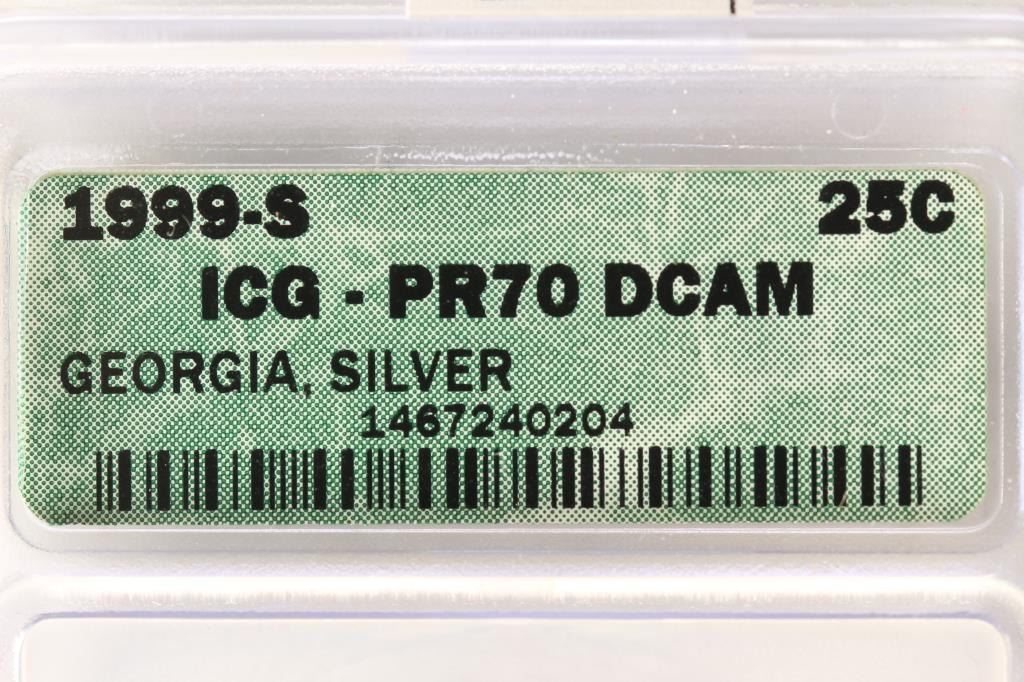 1999-S 25C
ICG - PR70 DCAM
GEORGIA, SILVER
1467240204